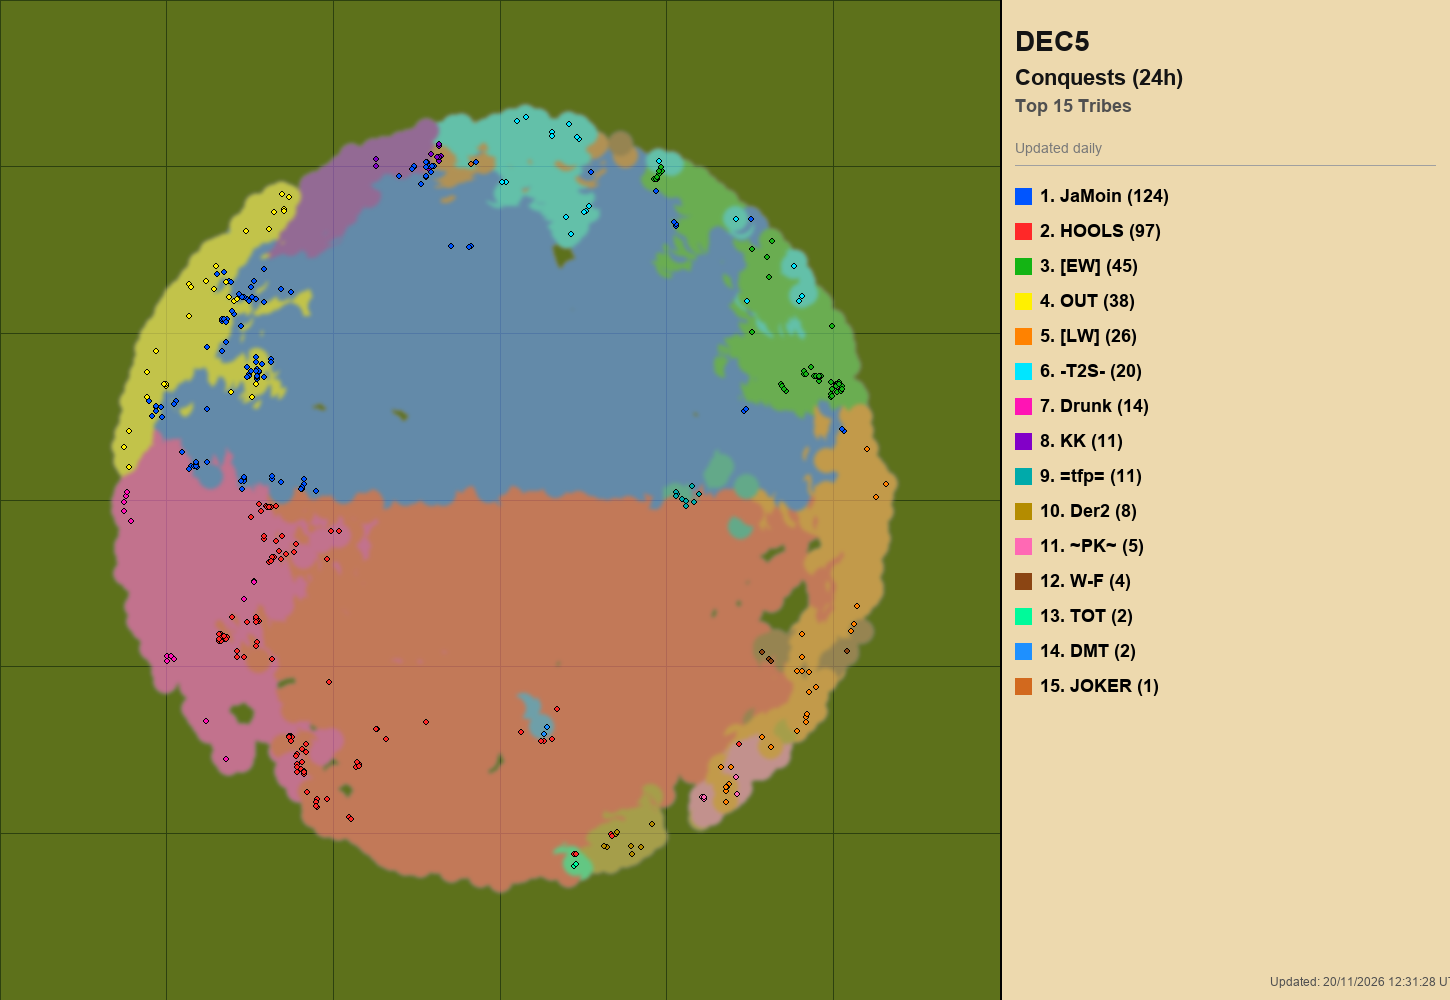 DEC5
Conquests (24h)
Top 15 Tribes
Updated daily
1. JaMoin (124)
2. HOOLS (97)
3. [EW] (45)
4. OUT (38)
5. [LW] (26)
6. -T2S- (20)
7. Drunk (14)
8. KK (11)
9. =tfp= (11)
10. Der2 (8)
11. ~PK~ (5)
12. W-F (4)
13. TOT (2)
14. DMT (2)
15. JOKER (1)
Updated: 20/11/2026 12:31:28 U